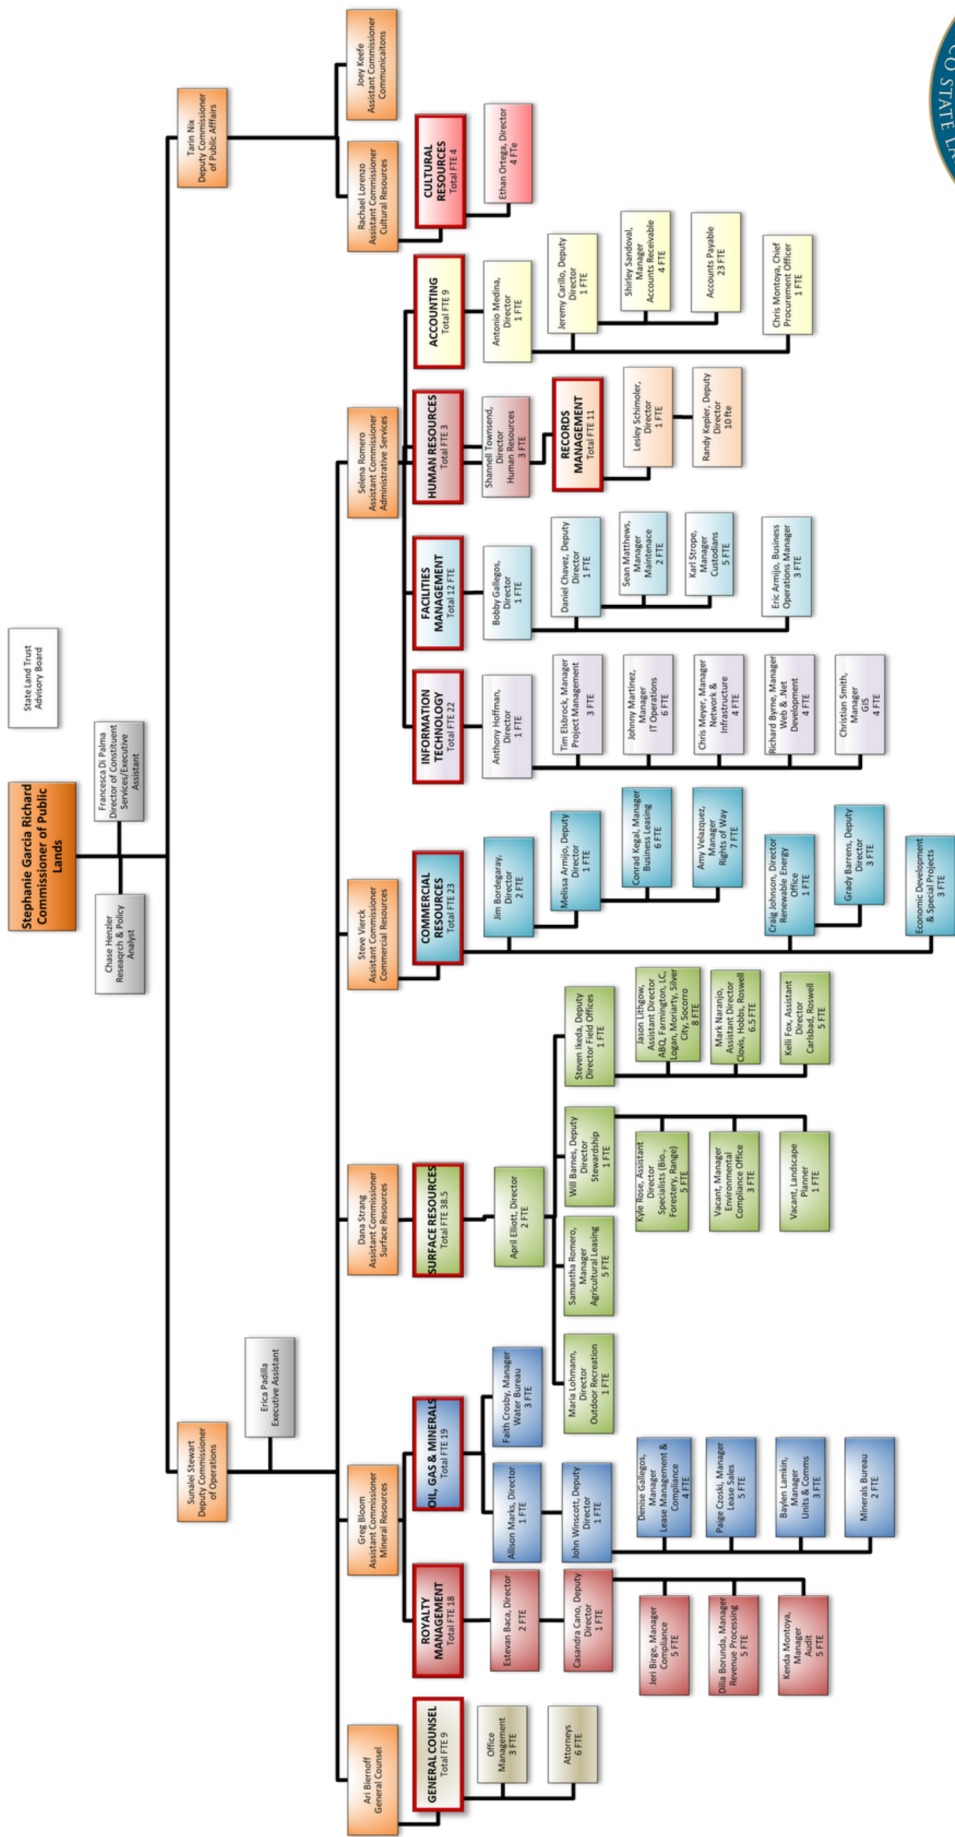 State Land Trust
Advisory Board
Stephanie Garcia Richard
Commissioner of Public
Lands
Chase Henzler
Reseaqrch & Policy
Analyst
Francesca Di Palma
Director of Constituent
Services/Executive
Assistant
Sunalei Stewart
Deputy Commissioner
of Operations
Tarin Nix
Deputy Commissioner
of Public Afffairs
Erica Padilla
Executive Assistant
Ari Biernoff
General Counsel
Greg Bloom
Assistant Commissioner
Mineral Resources
Dana Strang
Assistant Commissioner
Surface Resources
Steve Vierck
Assistant Commissioner
Commercial Resources
Selena Romero
Assistant Commissioner
Administrative Services
Rachael Lorenzo
Assistant Commissioner
Cultural Resources
Joey Keefe
Assistant Commissioner
Communicaitons
GENERAL COUNSEL
Total FTE 9
Office
Management
3 FTE
Attorneys
6 FTE
ROYALTY
MANAGEMENT
Total FTE 18
Estevan Baca, Director
2 FTE
Casandra Cano, Deputy
Director
1 FTE
Jeri Birge, Manager
Compliance
5 FTE
Dilia Borunda, Manager
Revenue Processing
5 FTE
Kenda Montoya,
Manager
Audit
5 FTE
OIL, GAS & MINERALS
Total FTE 19
Allison Marks, Director
1 FTE
Faith Crosby, Manager
Water Bureau
3 FTE
John Winscott, Deputy
Director
1 FTE
Denise Gallegos,
Manager
Lease Management &
Compliance
4 FTE
Paige Czoski, Manager
Lease Sales
5 FTE
Baylen Lamkin,
Manager
Units & Comms
3 FTE
Minerals Bureau
2 FTE
SURFACE RESOURCES
Total FTE 38.5
April Elliott, Director
2 FTE
Maria Lohmann,
Director
Outdoor Recreation
1 FTE
Samantha Romero,
Manager
Agricultural Leasing
5 FTE
Will Barnes, Deputy
Director
Stewardship
1 FTE
Steven Ikeda, Deputy
Director Field Offices
1 FTE
Kyle Rose, Assistant
Director
Specialists (Bio.,
Forestery, Range)
5 FTE
Vacant, Manager
Environmental
Compliance Office
3 FTE
Vacant, Landscape
Planner
1 FTE
Jason Lithgow,
Assistant Director
ABQ, Farmington, LC,
Logan, Moriarty, Silver
City, Socorro
8 FTE
Mark Naranjo,
Assistant Director
Clovis, Hobbs, Roswell
6.5 FTE
Kelli Fox, Assistant
Director
Carlsbad, Roswell
5 FTE
COMMERCIAL
RESOURCES
Total FTE 23
Jim Bordegaray,
Director
2 FTE
Melissa Armijo, Deputy
Director
1 FTE
Conrad Kegal, Manager
Business Leasing
6 FTE
Amy Velazquez,
Manager
Rights of Way
7 FTE
Craig Johnson, Director
Renewable Energy
Office
1 FTE
Grady Barrens, Deputy
Director
3 FTE
Economic Development
& Special Projects
3 FTE
INFORMATION
TECHNOLOGY
Total FTE 22
Anthony Hoffman,
Director
1 FTE
Tim Elsbrock, Manager
Project Management
3 FTE
Johnny Martinez,
Manager
IT Operations
6 FTE
Chris Meyer, Manager
Network &
Infrastructure
4 FTE
Richard Byrne, Manager
Web & .Net
Development
4 FTE
Christian Smith,
Manager
GIS
4 FTE
FACILITIES
MANAGEMENT
Total 12 FTE
Bobby Gallegos,
Director
1 FTE
Daniel Chavez, Deputy
Director
1 FTE
Sean Matthews,
Manager
Maintenace
2 FTE
Karl Strope,
Manager
Custodians
5 FTE
Eric Armijo, Business
Operations Manager
3 FTE
HUMAN RESOURCES
Total FTE 3
Shannell Townsend,
Director
Human Resources
3 FTE
RECORDS
MANAGEMENT
Total FTE 11
Lesley Schimoler,
Director
1 FTE
Randy Kepler, Deputy
Director
10 fte
ACCOUNTING
Total FTE 9
Antonio Medina,
Director
1 FTE
Jeremy Carillo, Deputy
Director
1 FTE
Shirley Sandoval,
Manager
Accounts Receivable
4 FTE
Accounts Payable
23 FTE
Chris Montoya, Chief
Procurement Officer
1 FTE
CULTURAL
RESOURCES
Total FTE 4
Ethan Ortega, Director
4 FTe
CO STATE